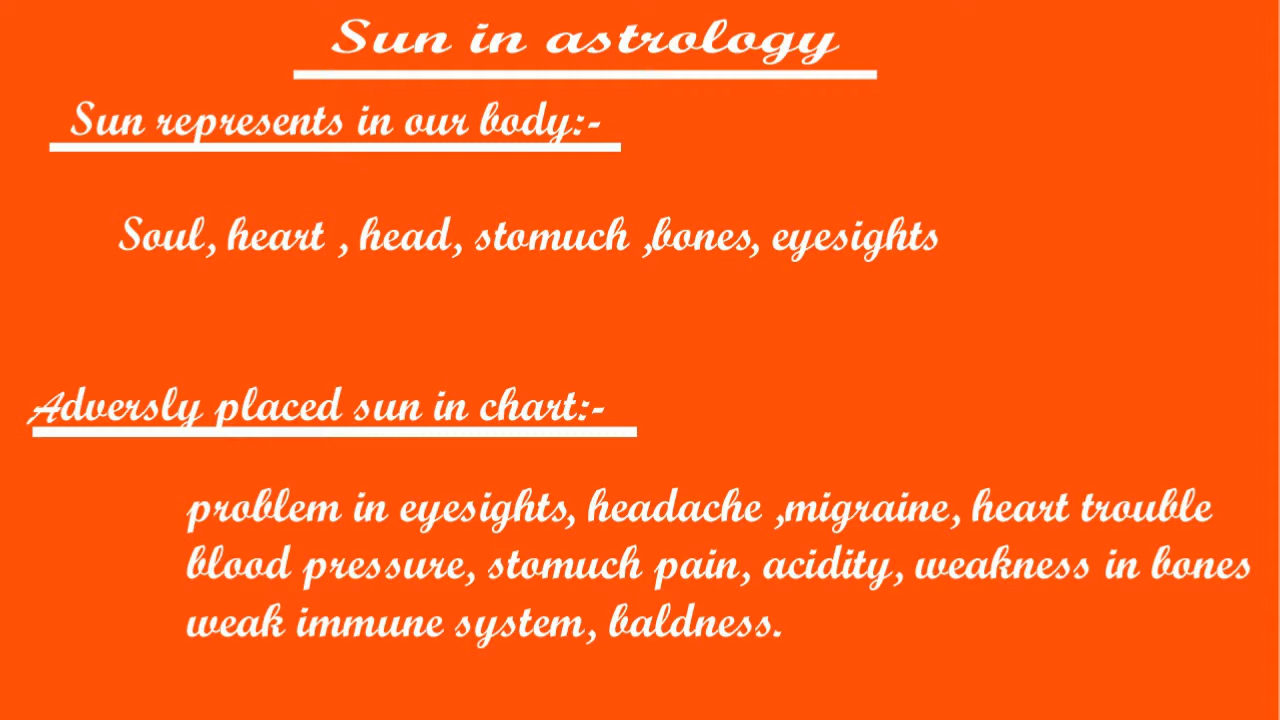 Sun in astrology
Sun represents in our body:-
Soul, heart , head, stomuch ,bones, eyesights
Adversly placed sun in chart:-
problem in eyesights, headache ,migraine, heart trouble
blood pressure, stomuch pain, acidity, weakness in bones
weak immune system, baldness.